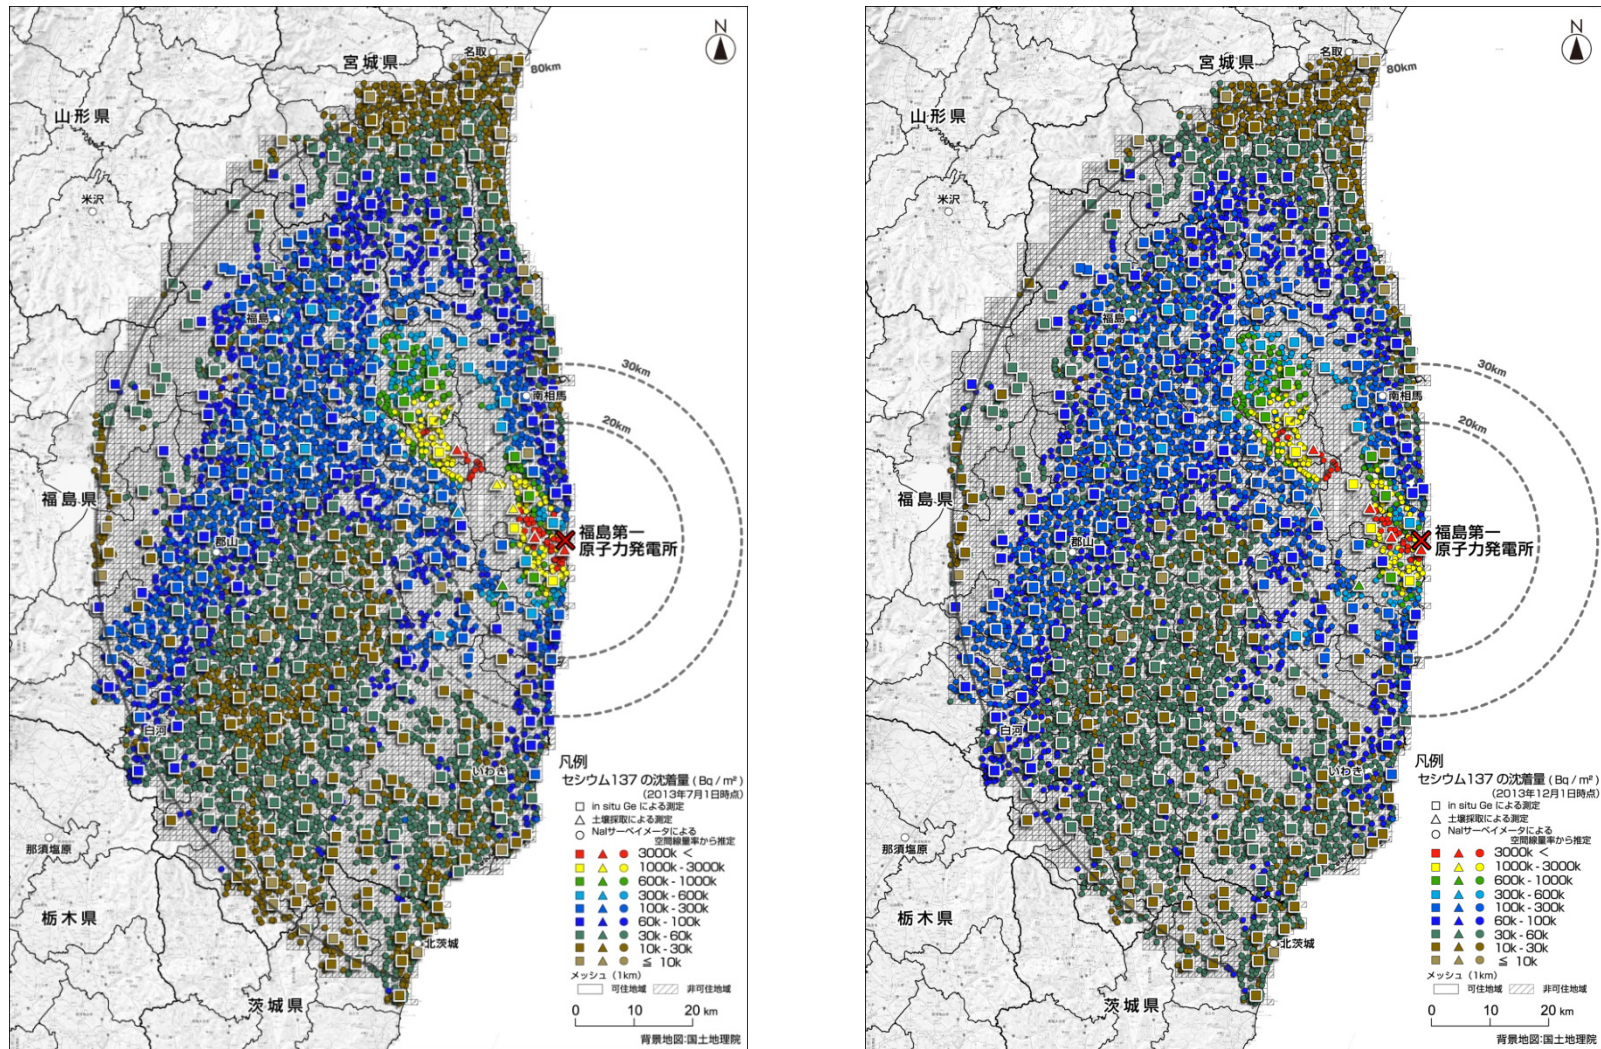 N
名取
宮城県
80km
山形県
米沢
福島
30km
南相馬
20km
福島県
福島第一
原子力発電所
郡山
白河
いわき
凡例
セシウム137 の沈着量 ( Bq / m² )
(2013年7月1日時点)
in situ Ge による測定
土壌採取による測定
NaIサーベイメータによる
空間線量率から推定
3000k <
1000k - 3000k
600k - 1000k
300k - 600k
100k - 300k
60k - 100k
30k - 60k
10k - 30k
≦ 10k
メッシュ (1km)
可住地域 非可住地域
0 10 20 km
背景地図:国土地理院
那須塩原
栃木県
北茨城
茨城県
N
名取
宮城県
80km
山形県
米沢
福島
30km
南相馬
20km
福島県
福島第一
原子力発電所
郡山
白河
いわき
凡例
セシウム137 の沈着量 ( Bq / m² )
(2013年12月1日時点)
in situ Ge による測定
土壌採取による測定
NaIサーベイメータによる
空間線量率から推定
3000k <
1000k - 3000k
600k - 1000k
300k - 600k
100k - 300k
60k - 100k
30k - 60k
10k - 30k
≦ 10k
メッシュ (1km)
可住地域 非可住地域
0 10 20 km
背景地図:国土地理院
那須塩原
栃木県
北茨城
茨城県